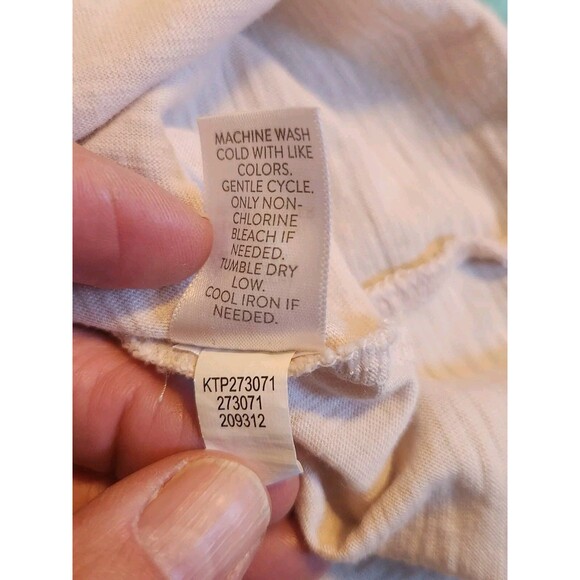 MACHINE WASH
COLD WITH LIKE
COLORS.
GENTLE CYCLE.
ONLY NON-
CHLORINE
BLEACH IF
NEEDED.
TUMBLE DRY
LOW.
COOL IRON IF
NEEDED.
KTP273071
273071
209312